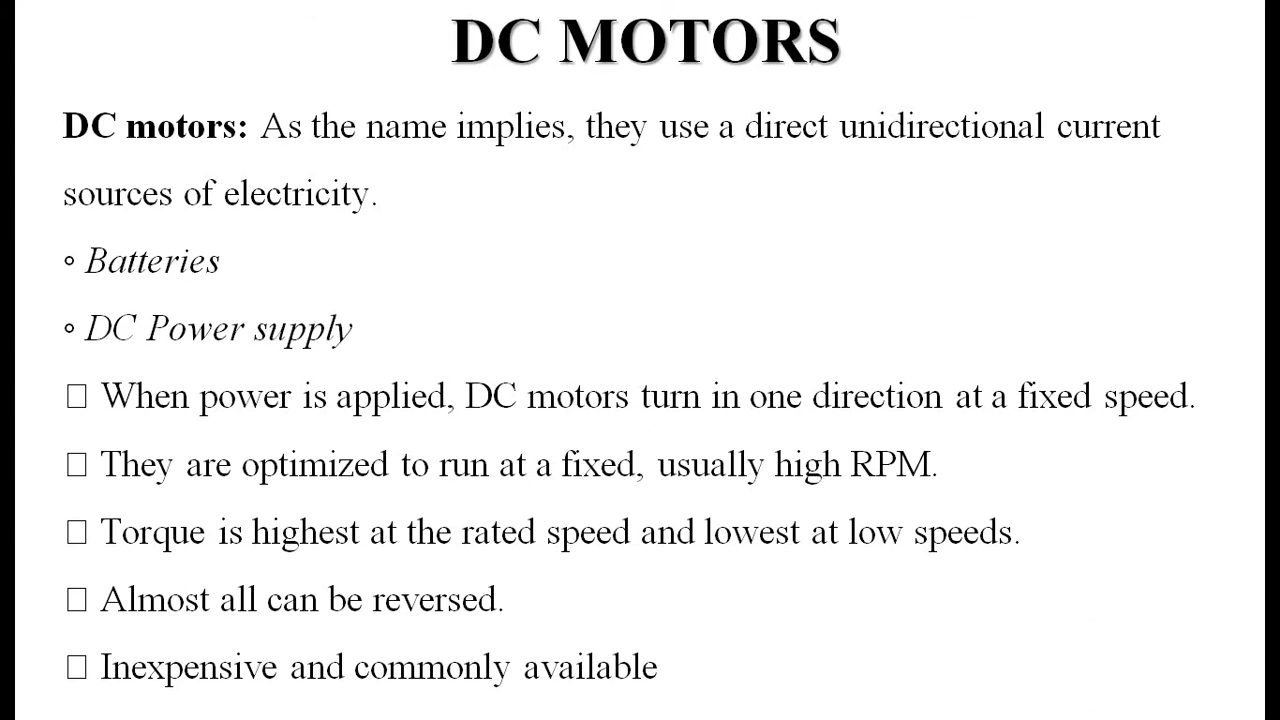 DC MOTORS
DC motors: As the name implies, they use a direct unidirectional current
sources of electricity.
◦ Batteries
◦ DC Power supply
□ When power is applied, DC motors turn in one direction at a fixed speed.
□ They are optimized to run at a fixed, usually high RPM.
□ Torque is highest at the rated speed and lowest at low speeds.
□ Almost all can be reversed.
□ Inexpensive and commonly available